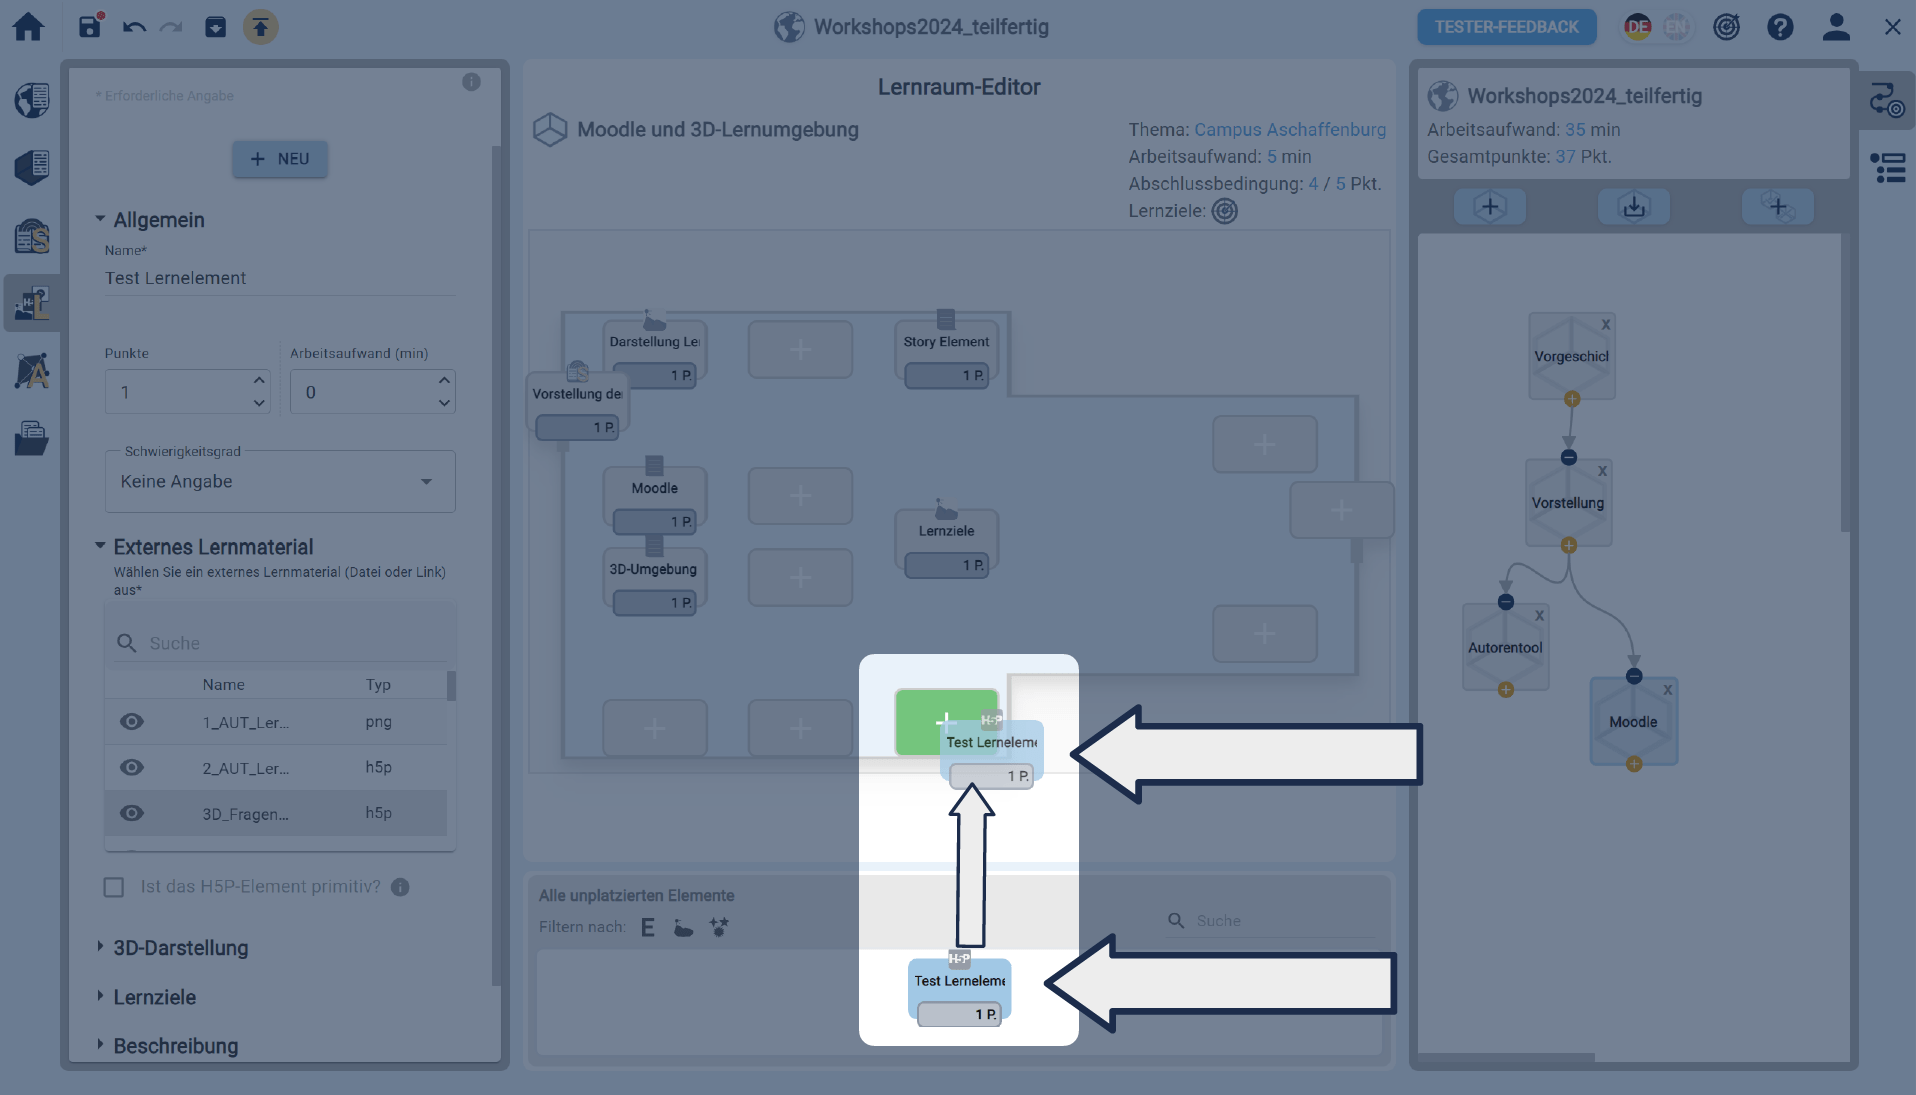 Workshops2024_teilfertig
TESTER-FEEDBACK
DE
EN
* Erforderliche Angabe
+ NEU
Allgemein
Name*
Test Lernelement
Punkte
Arbeitsaufwand (min)
1
0
Schwierigkeitsgrad
Keine Angabe
Externes Lernmaterial
Wählen Sie ein externes Lernmaterial (Datei oder Link)
aus*
Suche
Name
Typ
1_AUT_Ler...
png
2_AUT_Ler...
h5p
3D_Fragen...
h5p
Ist das H5P-Element primitiv?
3D-Darstellung
Lernziele
Beschreibung
Lernraum-Editor
Moodle und 3D-Lernumgebung
Thema: Campus Aschaffenburg
Arbeitsaufwand: 5 min
Abschlussbedingung: 4 / 5 Pkt.
Lernziele:
Darstellung Ler
1 P.
Story Element
1 P.
Vorstellung der
1 P.
Moodle
1 P.
Lernziele
1 P.
3D-Umgebung
1 P.
H5P
Test Lerneleme
1 P.
Alle unplatzierten Elemente
Filtern nach: E
Suche
H5P
Test Lerneleme
1 P.
Workshops2024_teilfertig
Arbeitsaufwand: 35 min
Gesamtpunkte: 37 Pkt.
X
Vorgeschicl
X
Vorstellung
X
Autorentool
X
Moodle